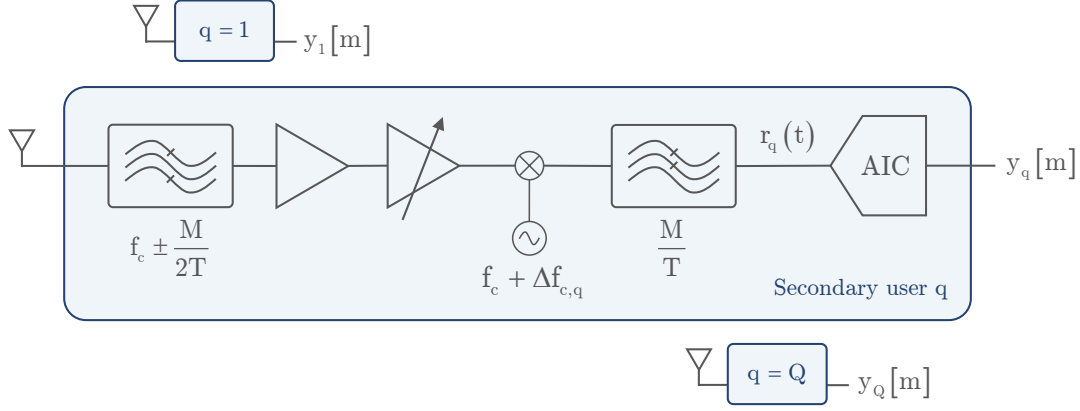 q = 1
y₁[m]
r_q(t)
AIC
y_q[m]
f_c ± M/2T
M/T
f_c + Δf_c,q
Secondary user q
q = Q
y_Q[m]